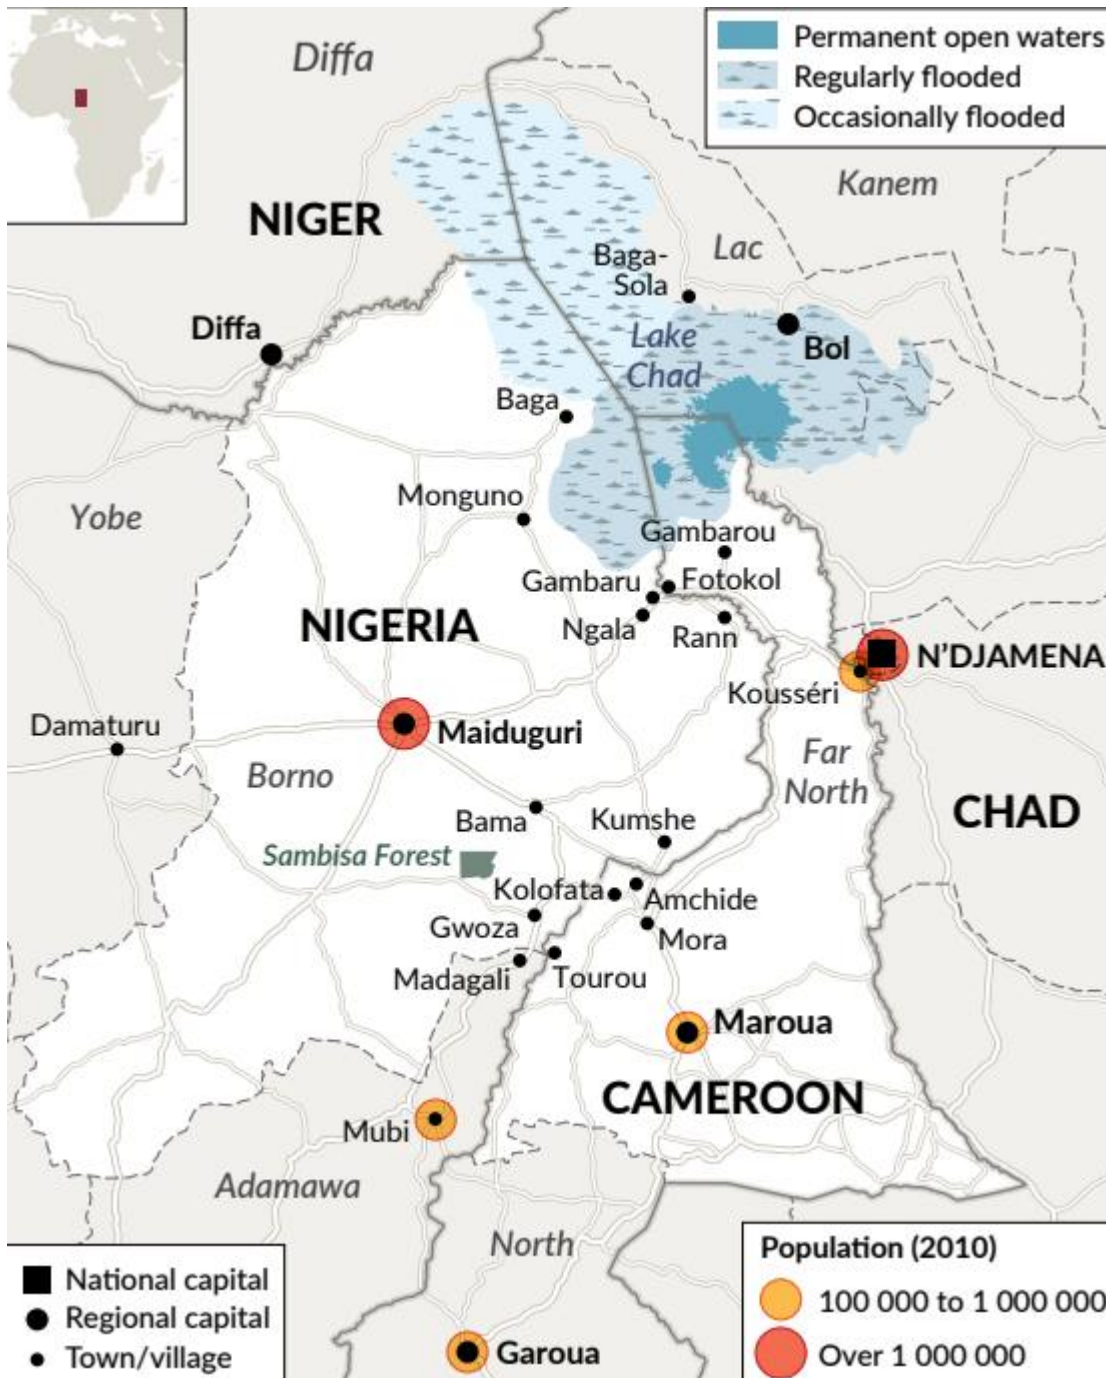 Diffa
Permanent open waters
Regularly flooded
Occasionally flooded
Kanem
NIGER
Lac
Baga-
Sola
Diffa
Lake
Chad
Bol
Baga
Yobe
Monguno
Gambarou
Gambaru
Fotokol
NIGERIA
Ngala
Rann
N'DJAMENA
Kousséri
Damaturu
Maiduguri
Borno
Far
North
CHAD
Bama
Kumshe
Sambisa Forest
Kolofata
Amchide
Gwoza
Mora
Madagali
Tourou
Maroua
CAMEROON
Mubi
Adamawa
North
National capital
Regional capital
Town/village
Garoua
Population (2010)
100 000 to 1 000 000
Over 1 000 000